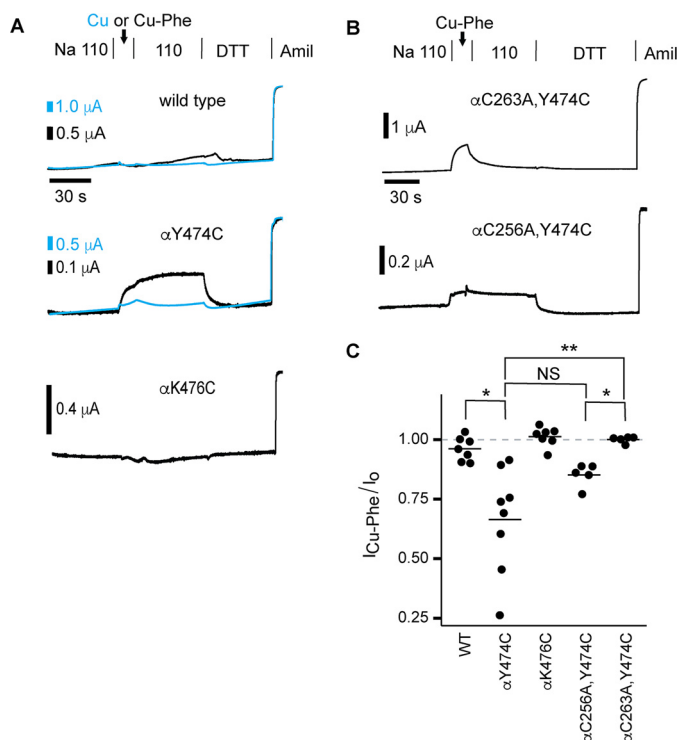 A
Cu or Cu-Phe
Na 110 110 DTT Amil
1.0 μA
0.5 μA
wild type
30 s
0.5 μA
0.1 μA
αY474C
0.4 μA
αK476C
B
Cu-Phe
Na 110 110 DTT Amil
αC263A,Y474C
1 μA
30 s
αC256A,Y474C
0.2 μA
C
**
NS
* *
1.00
0.75
0.50
0.25
ICu-Phe/Io
WT
αY474C
αK476C
αC256A,Y474C
αC263A,Y474C